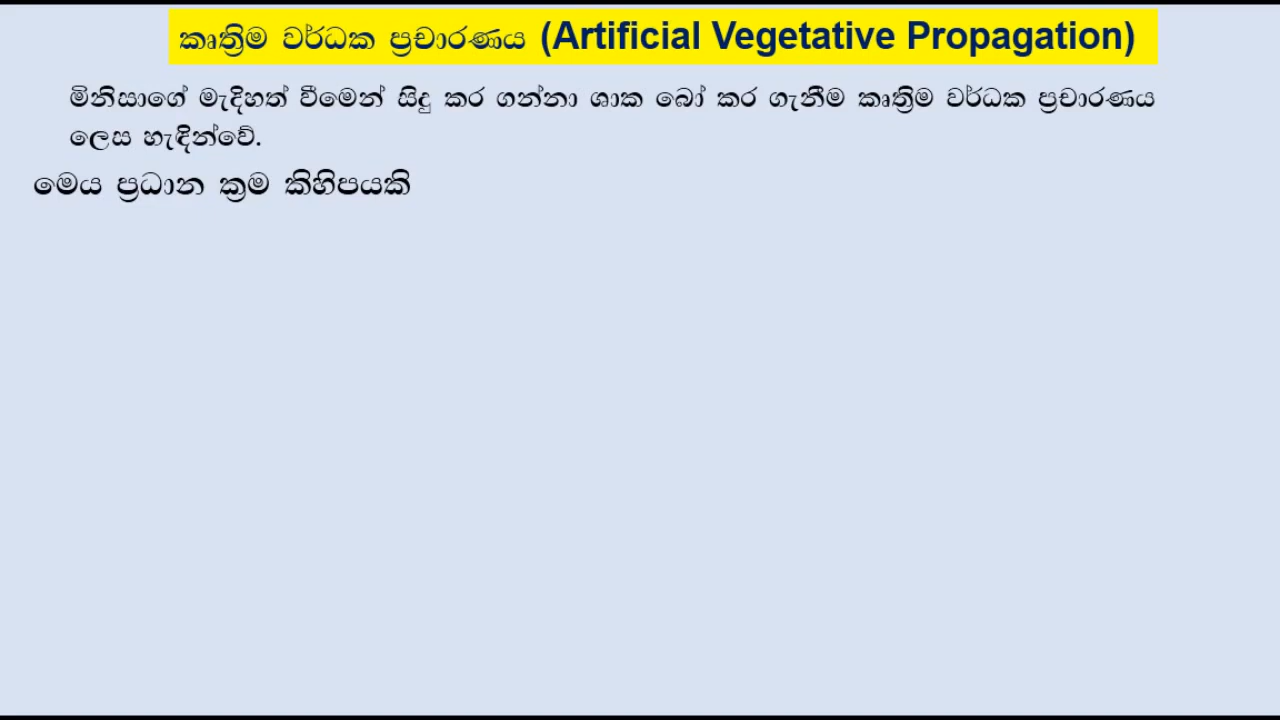 කෘත්‍රිම වර්ධක ප්‍රචාරණය (Artificial Vegetative Propagation)
මිනිසාගේ මැදිහත් වීමෙන් සිදු කර ගන්නා ශාක බෝ කර ගැනීම කෘත්‍රිම වර්ධක ප්‍රචාරණය
ලෙස හැඳින්වේ.
මෙය ප්‍රධාන ක්‍රම කිහිපයකි